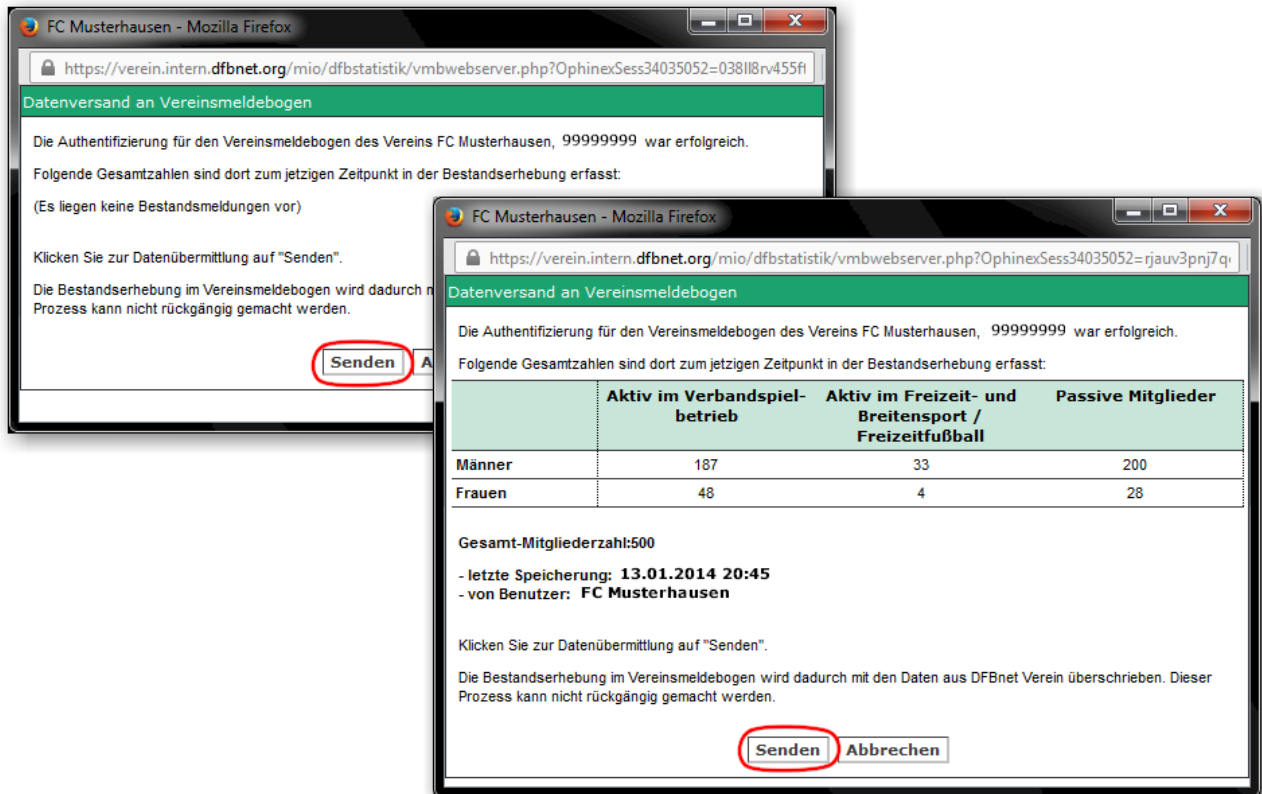 FC Musterhausen - Mozilla Firefox
https://verein.intern.dfbnet.org/mio/dfbstatistik/vmbwebserver.php?OphinexSess34035052=038ll8rv455f
Datenversand an Vereinsmeldebogen
Die Authentifizierung für den Vereinsmeldebogen des Vereins FC Musterhausen, 99999999 war erfolgreich.
Folgende Gesamtzahlen sind dort zum jetzigen Zeitpunkt in der Bestandserhebung erfasst:
(Es liegen keine Bestandsmeldungen vor)
Klicken Sie zur Datenübermittlung auf "Senden".
Die Bestandserhebung im Vereinsmeldebogen wird dadurch m
Prozess kann nicht rückgängig gemacht werden.
Senden A
FC Musterhausen - Mozilla Firefox
https://verein.intern.dfbnet.org/mio/dfbstatistik/vmbwebserver.php?OphinexSess34035052=rjauv3pnj7q
Datenversand an Vereinsmeldebogen
Die Authentifizierung für den Vereinsmeldebogen des Vereins FC Musterhausen, 99999999 war erfolgreich.
Folgende Gesamtzahlen sind dort zum jetzigen Zeitpunkt in der Bestandserhebung erfasst:
Aktiv im Verbandspiel- Aktiv im Freizeit- und Passive Mitglieder
betrieb Breitensport /
Freizeitfußball
Männer 187 33 200
Frauen 48 4 28
Gesamt-Mitgliederzahl:500
- letzte Speicherung: 13.01.2014 20:45
- von Benutzer: FC Musterhausen
Klicken Sie zur Datenübermittlung auf "Senden".
Die Bestandserhebung im Vereinsmeldebogen wird dadurch mit den Daten aus DFBnet Verein überschrieben. Dieser
Prozess kann nicht rückgängig gemacht werden.
Senden Abbrechen